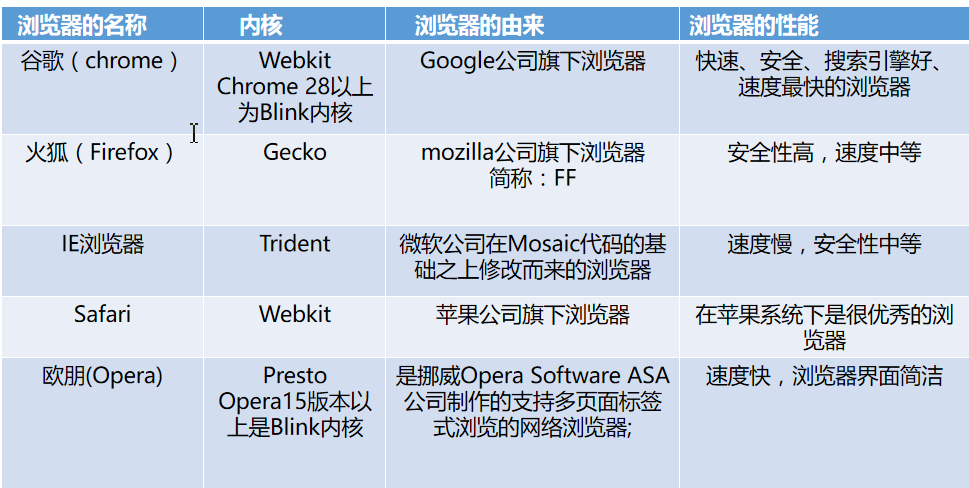 浏览器的名称 内核 浏览器的由来 浏览器的性能
谷歌（chrome） Webkit Google公司旗下浏览器 快速、安全、搜索引擎好、
Chrome 28以上 速度最快的浏览器
为Blink内核
火狐（Firefox） Gecko mozilla公司旗下浏览器 安全性高，速度中等
简称：FF
IE浏览器 Trident 微软公司在Mosaic代码的基 速度慢，安全性中等
础之上修改而来的浏览器
Safari Webkit 苹果公司旗下浏览器 在苹果系统下是很优秀的浏
览器
欧朋(Opera) Presto 是挪威Opera Software ASA 速度快，浏览器界面简洁
Opera15版本以 公司制作的支持多页面标签
上是Blink内核 式浏览的网络浏览器;